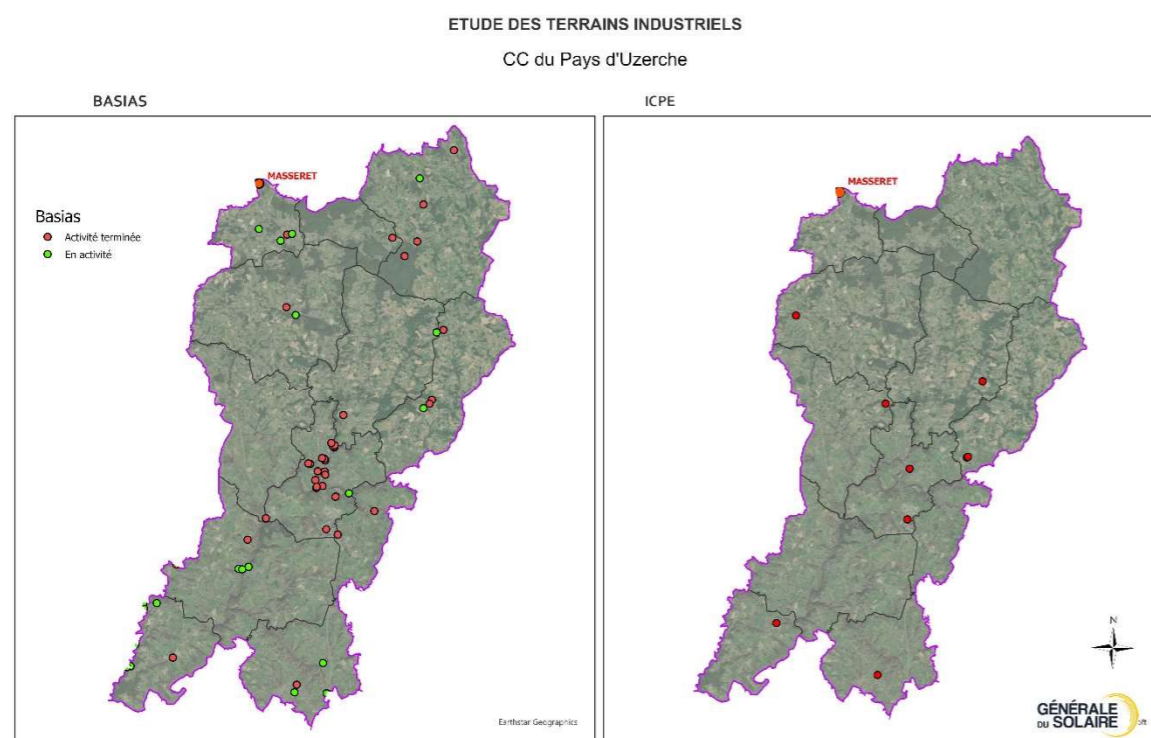 ETUDE DES TERRAINS INDUSTRIELS
CC du Pays d'Uzerche
BASIAS
ICPE
MASSERET
Basias
Activité terminée
En activité
Earthstar Geographics
MASSERET
N
GÉNÉRALE
DU SOLAIRE